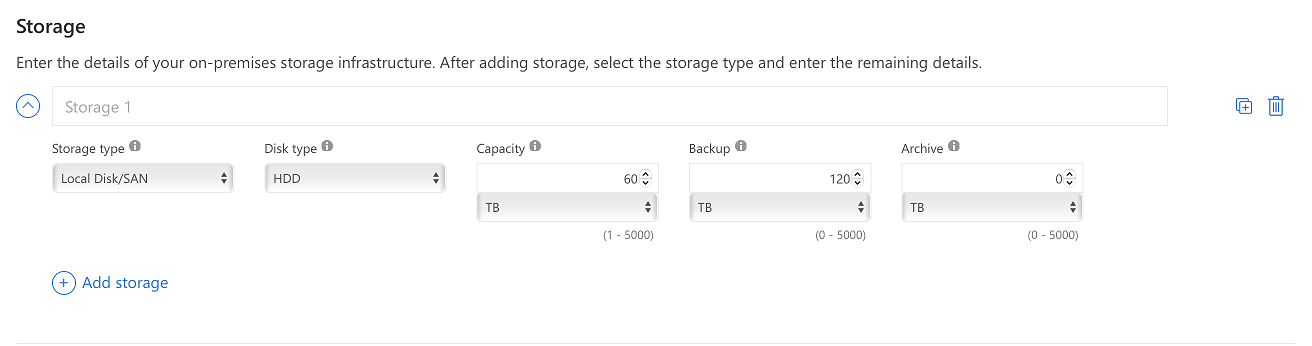 Storage
Enter the details of your on-premises storage infrastructure. After adding storage, select the storage type and enter the remaining details.
Storage 1
Storage type Disk type Capacity Backup Archive
Local Disk/SAN HDD 60 120 0
TB TB TB
(1 - 5000) (0 - 5000) (0 - 5000)
Add storage